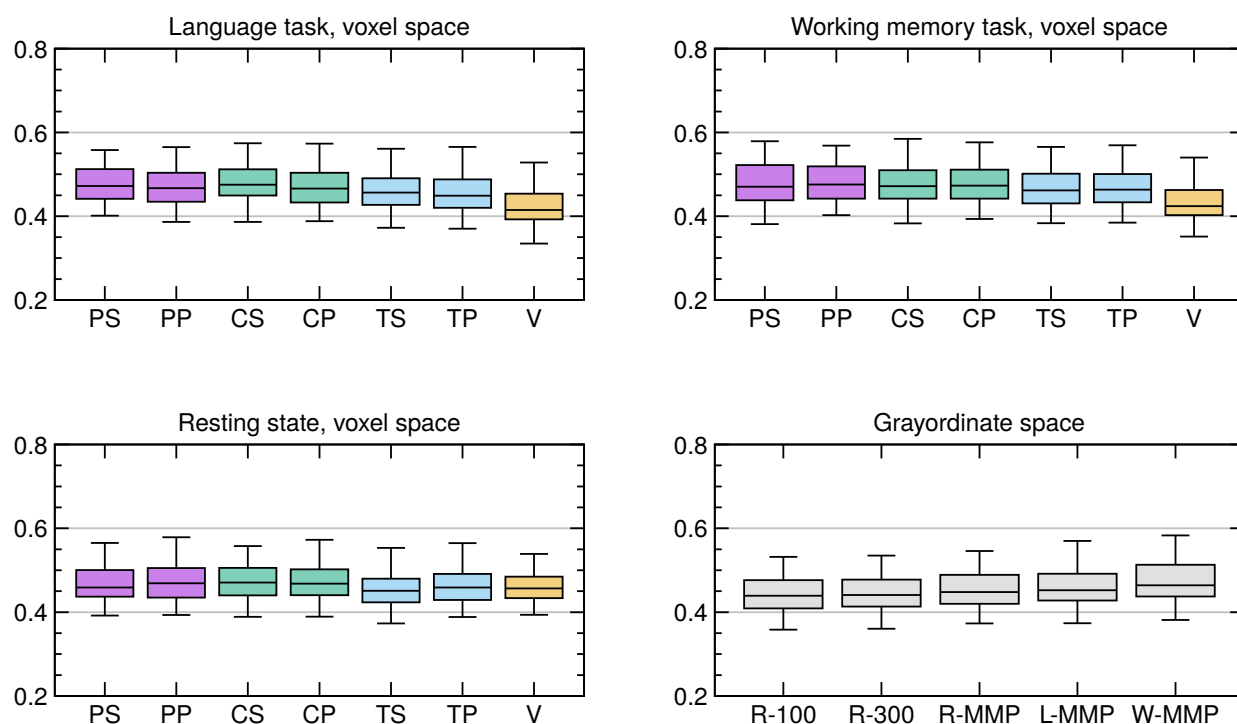 Language task, voxel space
0.8
0.6
0.4
0.2
PS PP CS CP TS TP V
Working memory task, voxel space
0.8
0.6
0.4
0.2
PS PP CS CP TS TP V
Resting state, voxel space
0.8
0.6
0.4
0.2
PS PP CS CP TS TP V
Grayordinate space
0.8
0.6
0.4
0.2
R-100 R-300 R-MMP L-MMP W-MMP